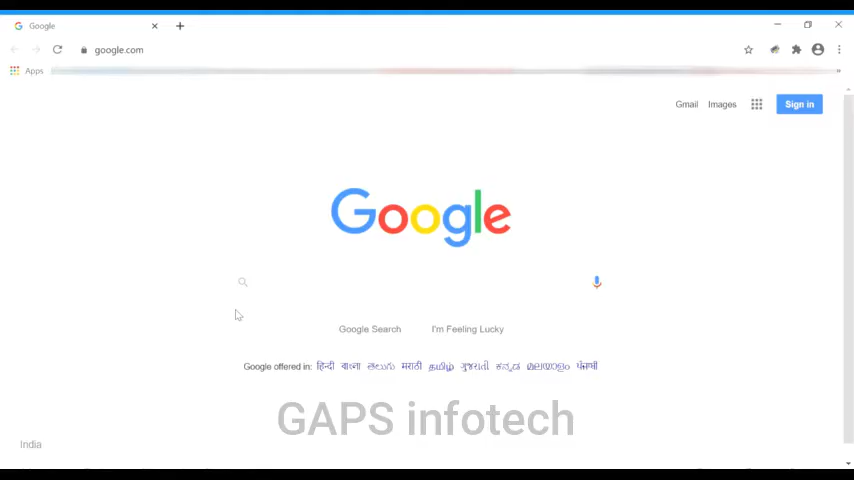 Google
google.com
Apps
Gmail Images Sign in
Google
Google Search I'm Feeling Lucky
Google offered in: हिन्दी বাংলা తెలుగు मराठी தமிழ் ગુજરાતી ಕನ್ನಡ മലയാളം ਪੰਜਾਬੀ
GAPS infotech
India